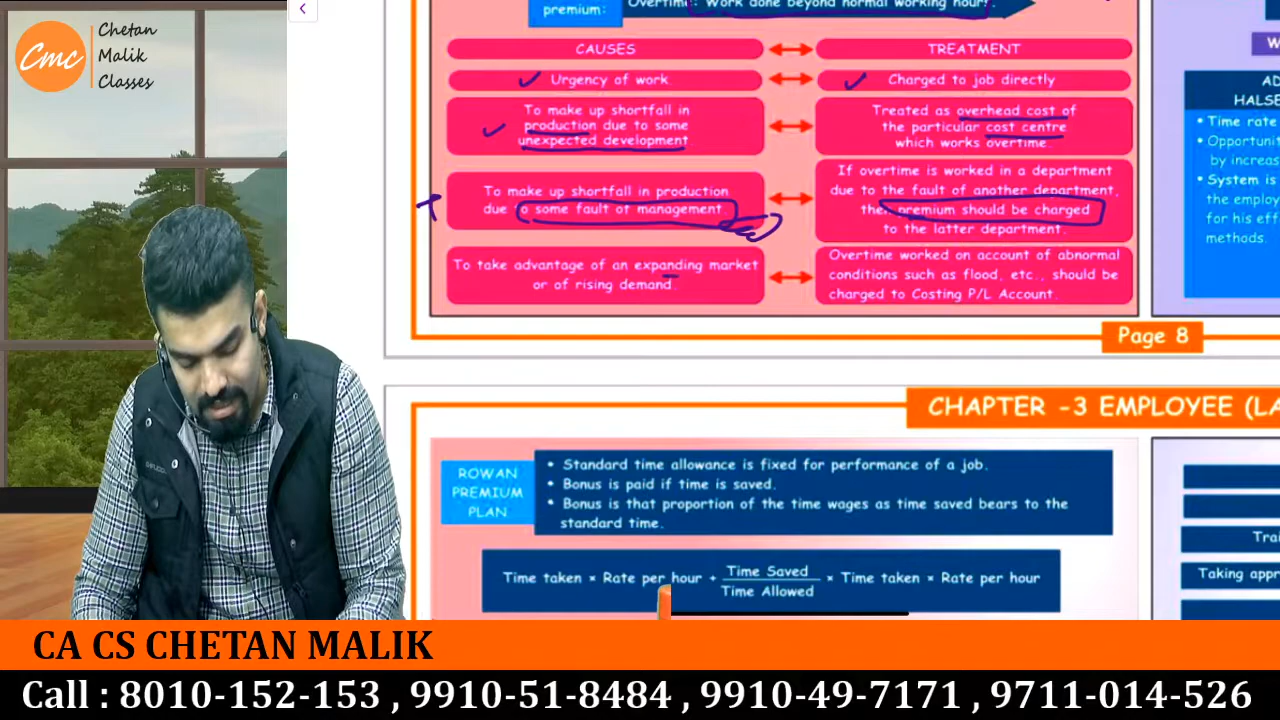 Cmc
Chetan
Malik
Classes
premium:
Overtime: Work done beyond normal working hours.
CAUSES
TREATMENT
Urgency of work
Charged to job directly
To make up shortfall in
production due to some
unexpected development
Treated as overhead cost of
the particular cost centre
which works overtime.
To make up shortfall in production
due to some fault of management
If overtime is worked in a department
due to the fault of another department,
the premium should be charged
to the latter department.
To take advantage of an expanding market
or of rising demand.
Overtime worked on account of abnormal
conditions such as flood, etc., should be
charged to Costing P/L Account.
W
AD
HALSE
• Time rate
• Opportunit
by increas
• System is
the employ
for his eff
methods.
Page 8
CHAPTER -3 EMPLOYEE (LA
ROWAN
PREMIUM
PLAN
• Standard time allowance is fixed for performance of a job.
• Bonus is paid if time is saved.
• Bonus is that proportion of the time wages as time saved bears to the
standard time.
Time taken × Rate per hour + Time Saved / Time Allowed × Time taken × Rate per hour
Trai
Taking appr
CA CS CHETAN MALIK
Call : 8010-152-153 , 9910-51-8484 , 9910-49-7171 , 9711-014-526